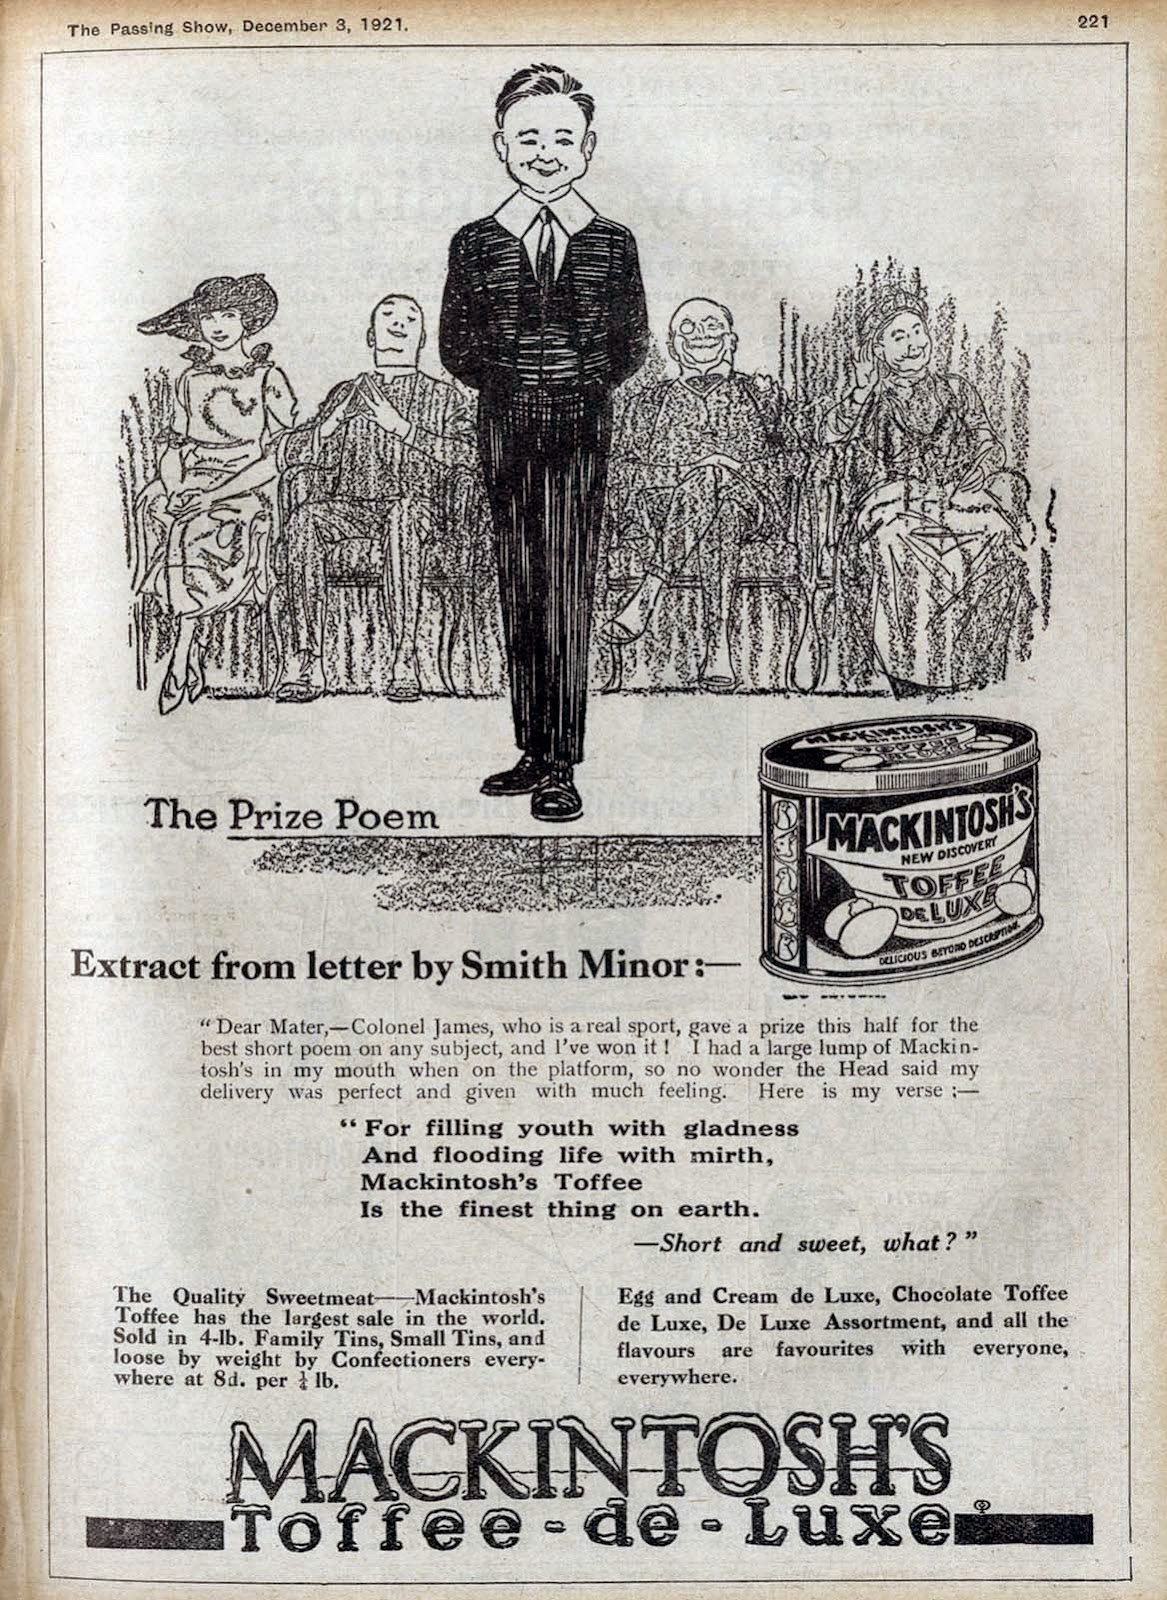 The Passing Show, December 3, 1921.
221
The Prize Poem
MACKINTOSH'S
TOFFEE
DE LUXE
MACKINTOSH'S
NEW DISCOVERY
TOFFEE
DE LUXE
DELICIOUS BEYOND DESCRIPTION.
Extract from letter by Smith Minor:—
"Dear Mater,—Colonel James, who is a real sport, gave a prize this half for the
best short poem on any subject, and I've won it! I had a large lump of Mackin-
tosh's in my mouth when on the platform, so no wonder the Head said my
delivery was perfect and given with much feeling. Here is my verse :—
"For filling youth with gladness
And flooding life with mirth,
Mackintosh's Toffee
Is the finest thing on earth.
—Short and sweet, what?"
The Quality Sweetmeat——Mackintosh's
Toffee has the largest sale in the world.
Sold in 4-lb. Family Tins, Small Tins, and
loose by weight by Confectioners every-
where at 8d. per ¼ lb.
Egg and Cream de Luxe, Chocolate Toffee
de Luxe, De Luxe Assortment, and all the
flavours are favourites with everyone,
everywhere.
MACKINTOSH'S
Toffee-de-Luxe